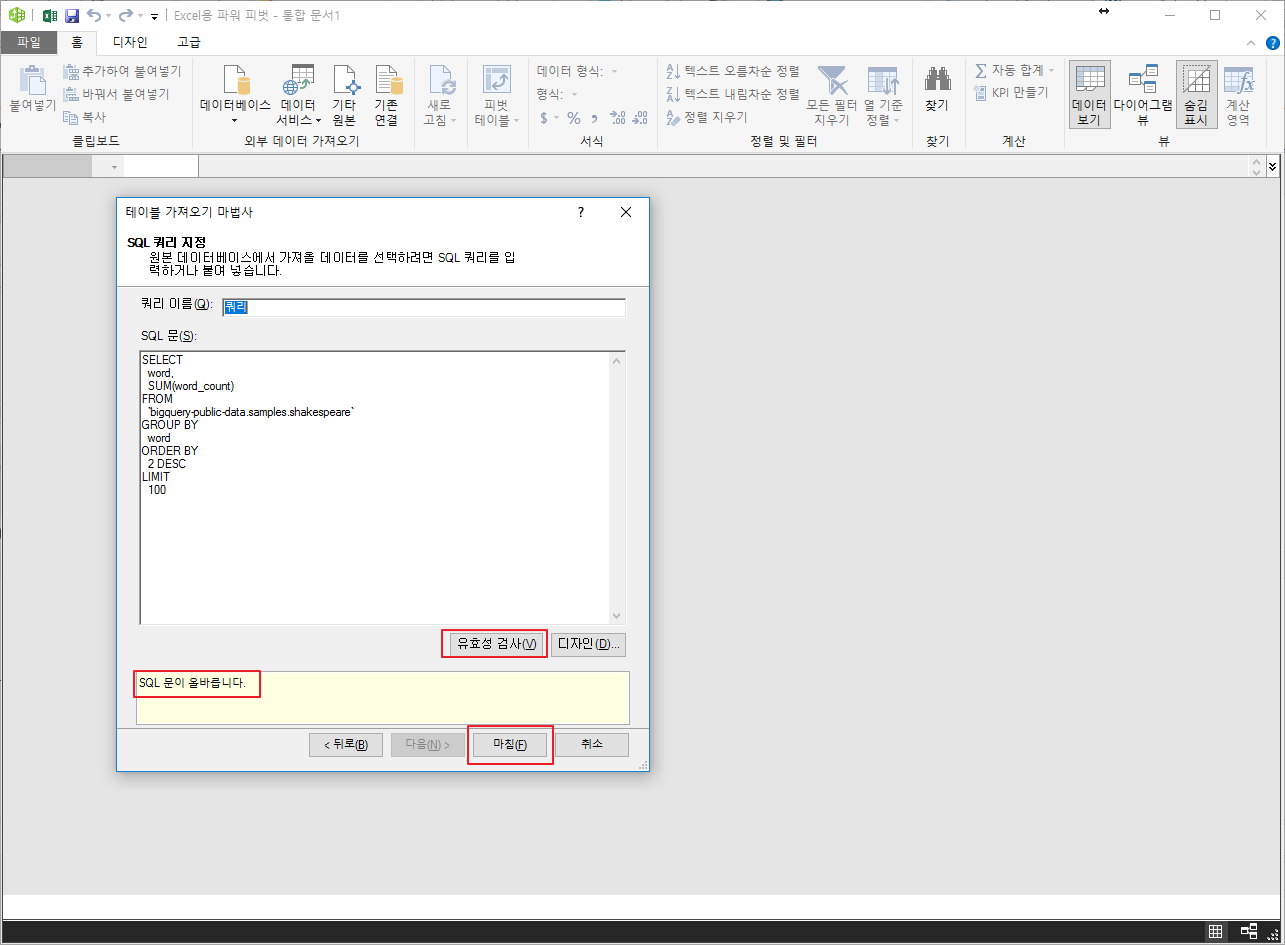 Excel용 파워 피벗 - 통합 문서1
파일 홈 디자인 고급
붙여넣기
추가하여 붙여넣기
바꿔서 붙여넣기
복사
클립보드
데이터베이스
데이터 서비스
기타 원본
기존 연결
외부 데이터 가져오기
새로 고침
피벗 테이블
데이터 형식:
형식:
$ % ,
서식
텍스트 오름차순 정렬
텍스트 내림차순 정렬
정렬 지우기
모든 필터 지우기
열 기준 정렬
정렬 및 필터
찾기
찾기
자동 합계
KPI 만들기
계산
데이터 보기
다이어그램 뷰
숨김 표시
계산 영역
뷰
테이블 가져오기 마법사
SQL 쿼리 지정
원본 데이터베이스에서 가져올 데이터를 선택하려면 SQL 쿼리를 입
력하거나 붙여 넣습니다.
쿼리 이름(Q): 쿼리
SQL 문(S):
SELECT
word,
SUM(word_count)
FROM
`bigquery-public-data.samples.shakespeare`
GROUP BY
word
ORDER BY
2 DESC
LIMIT
100
유효성 검사(V) 디자인(D)...
SQL 문이 올바릅니다.
< 뒤로(B) 다음(N) > 마침(F) 취소